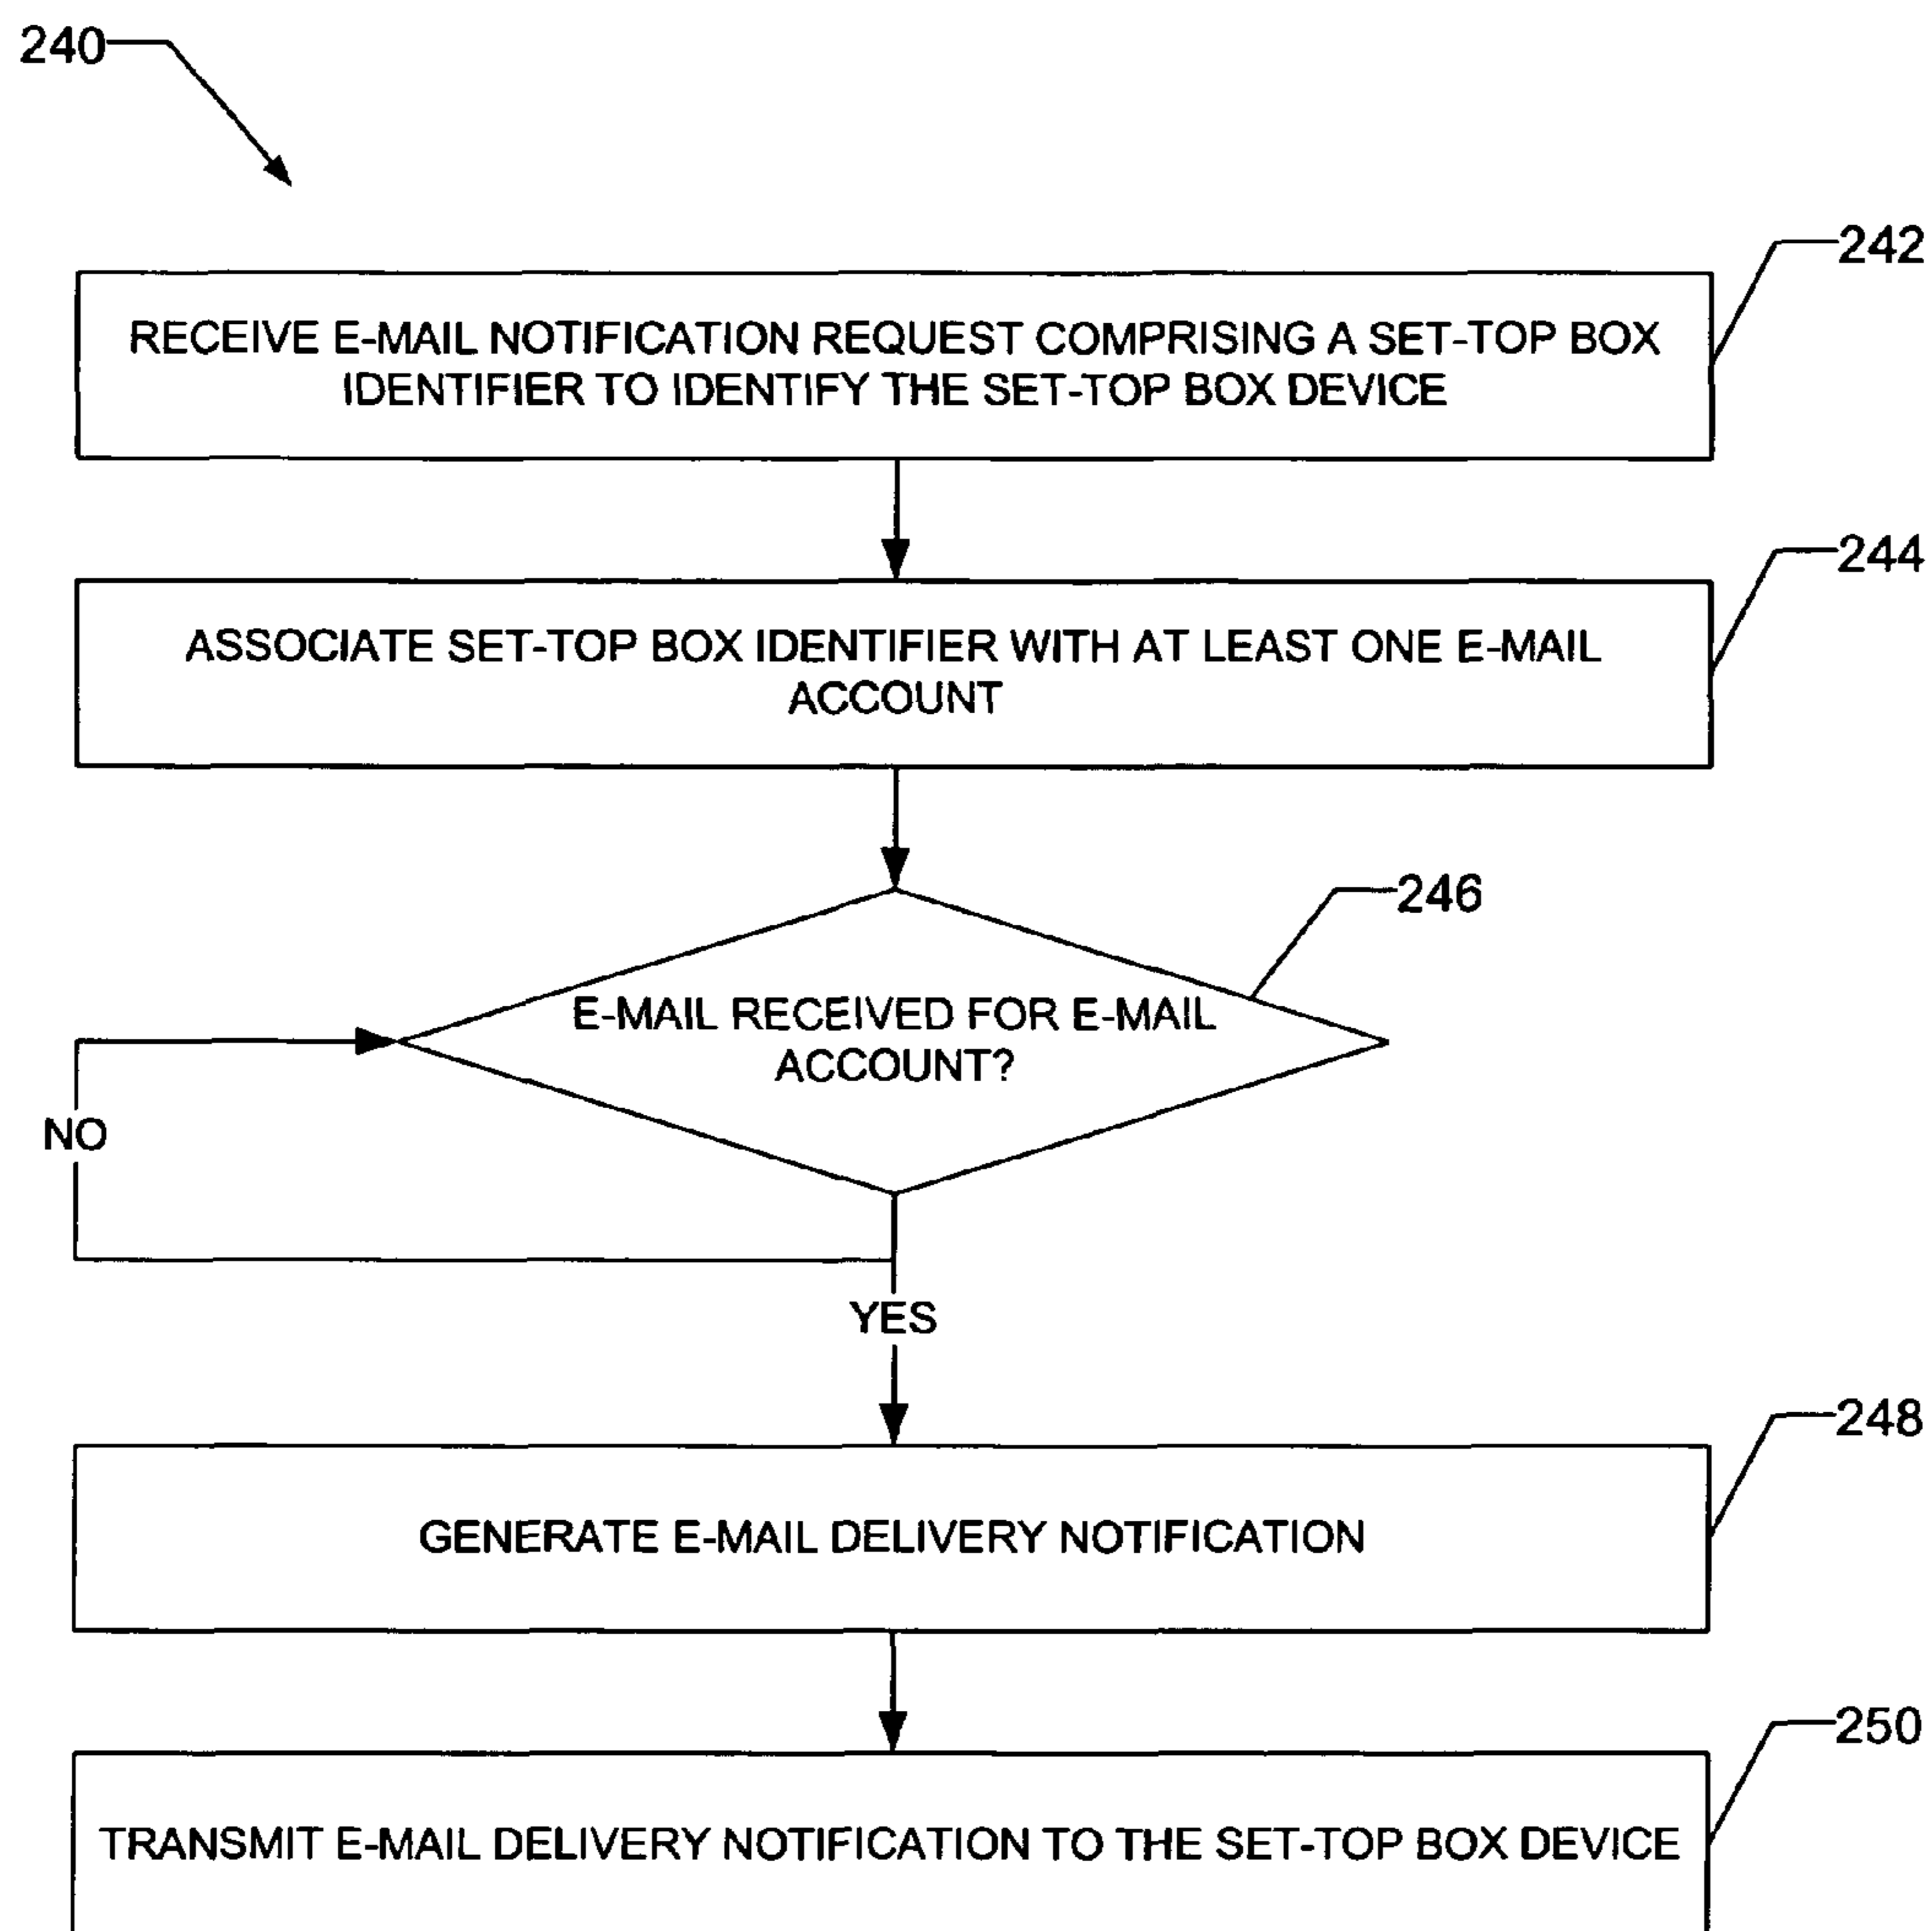 240
242
RECEIVE E-MAIL NOTIFICATION REQUEST COMPRISING A SET-TOP BOX
IDENTIFIER TO IDENTIFY THE SET-TOP BOX DEVICE
244
ASSOCIATE SET-TOP BOX IDENTIFIER WITH AT LEAST ONE E-MAIL
ACCOUNT
246
E-MAIL RECEIVED FOR E-MAIL
ACCOUNT?
NO
YES
248
GENERATE E-MAIL DELIVERY NOTIFICATION
250
TRANSMIT E-MAIL DELIVERY NOTIFICATION TO THE SET-TOP BOX DEVICE